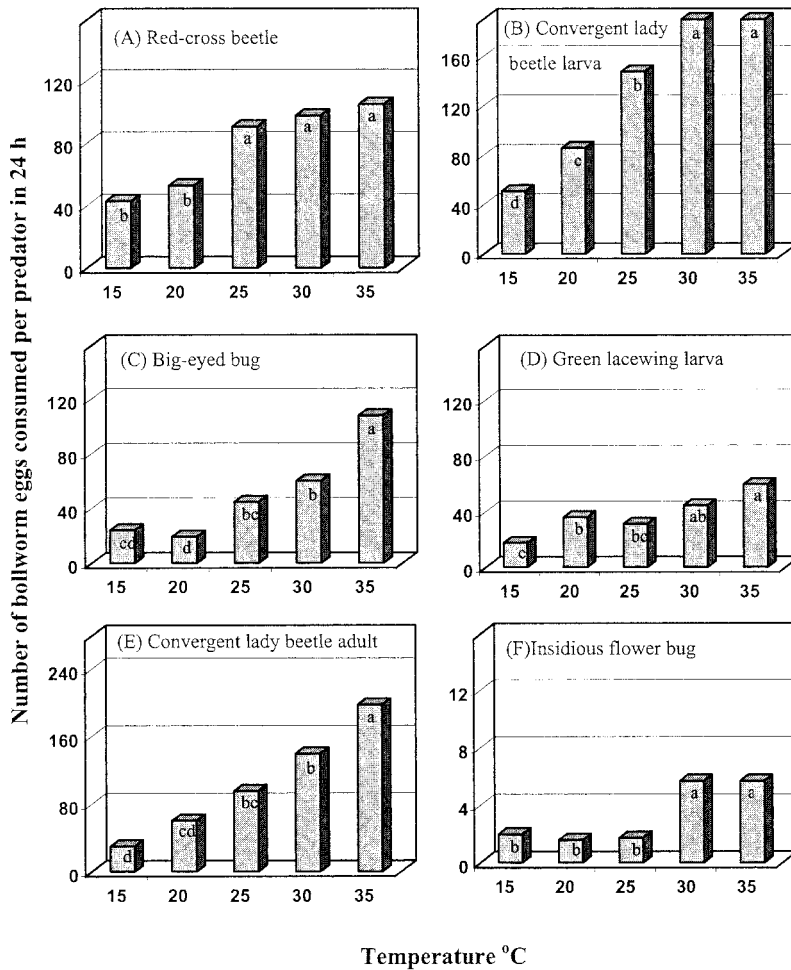 Number of bollworm eggs consumed per predator in 24 h
(A) Red-cross beetle
120
80
40
0
b
b
a
a
a
15 20 25 30 35
(B) Convergent lady
beetle larva
160
120
80
40
0
d
c
b
a
a
15 20 25 30 35
(C) Big-eyed bug
120
80
40
0
cd
d
bc
b
a
15 20 25 30 35
(D) Green lacewing larva
120
80
40
0
c
b
bc
ab
a
15 20 25 30 35
(E) Convergent lady beetle adult
240
160
80
0
d
cd
bc
b
a
15 20 25 30 35
(F)Insidious flower bug
12
8
4
0
b
b
b
a
a
15 20 25 30 35
Temperature °C